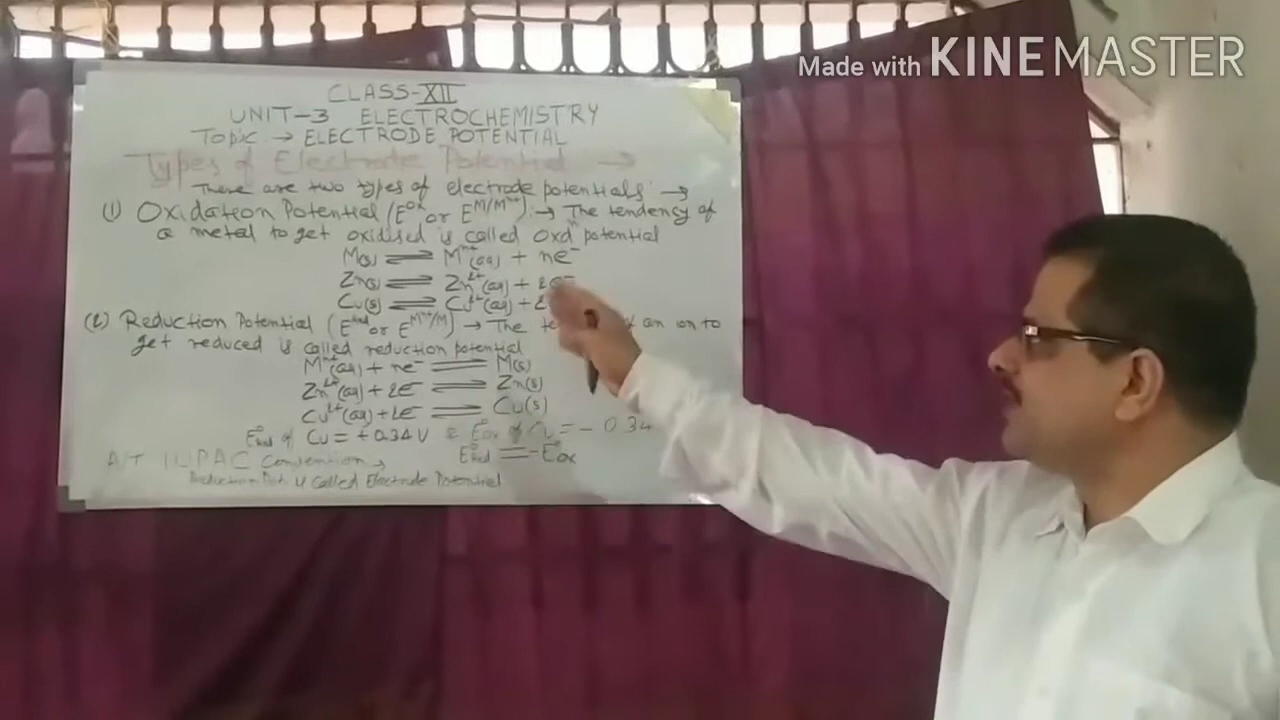 Made with KINEMASTER
CLASS-XII
UNIT-3 ELECTROCHEMISTRY
TOPIC → ELECTRODE POTENTIAL
Types of Electrode Potential →
There are two types of electrode potentials →
(1) Oxidation Potential (E^ox or E^M/M^n+) → The tendency of
a metal to get oxidised is called Oxd^n potential
M(s) ⇌ M^n+(aq) + ne^-
Zn(s) ⇌ Zn^2+(aq) + 2e^-
Cu(s) ⇌ Cu^2+(aq) + 2
(2) Reduction Potential (E^red or E^M^n+/M) → The te an ion to
get reduced is called reduction potential
M^n+(aq) + ne^- ⇌ M(s)
Zn^2+(aq) + 2e^- ⇌ Zn(s)
Cu^2+(aq) + 2e^- ⇌ Cu(s)
E°red of Cu = +0.34 V & E°ox of Cu = - 0.34
A/T IUPAC Convention → E°red = -E°ox
Reduction Pot. is called Electrode Potential